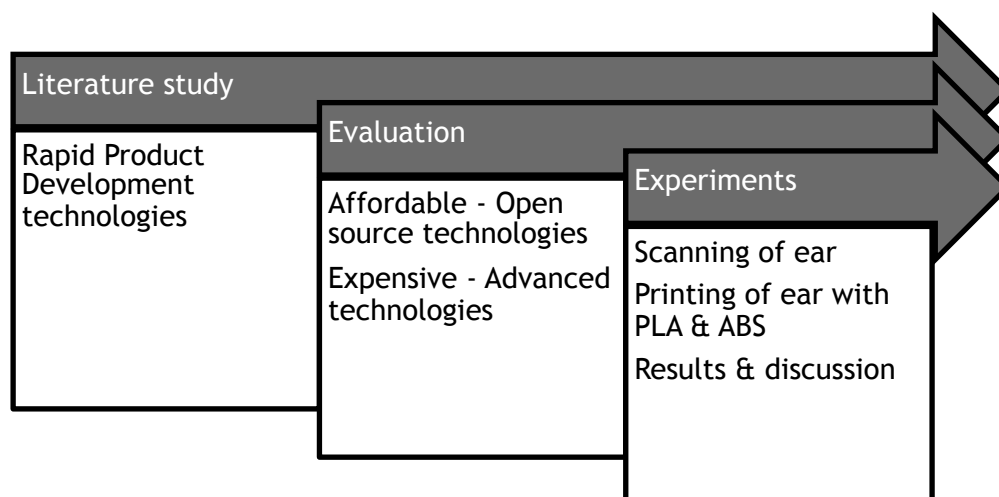 Literature study
Rapid Product
Development
technologies
Evaluation
Affordable - Open
source technologies
Expensive - Advanced
technologies
Experiments
Scanning of ear
Printing of ear with
PLA & ABS
Results & discussion